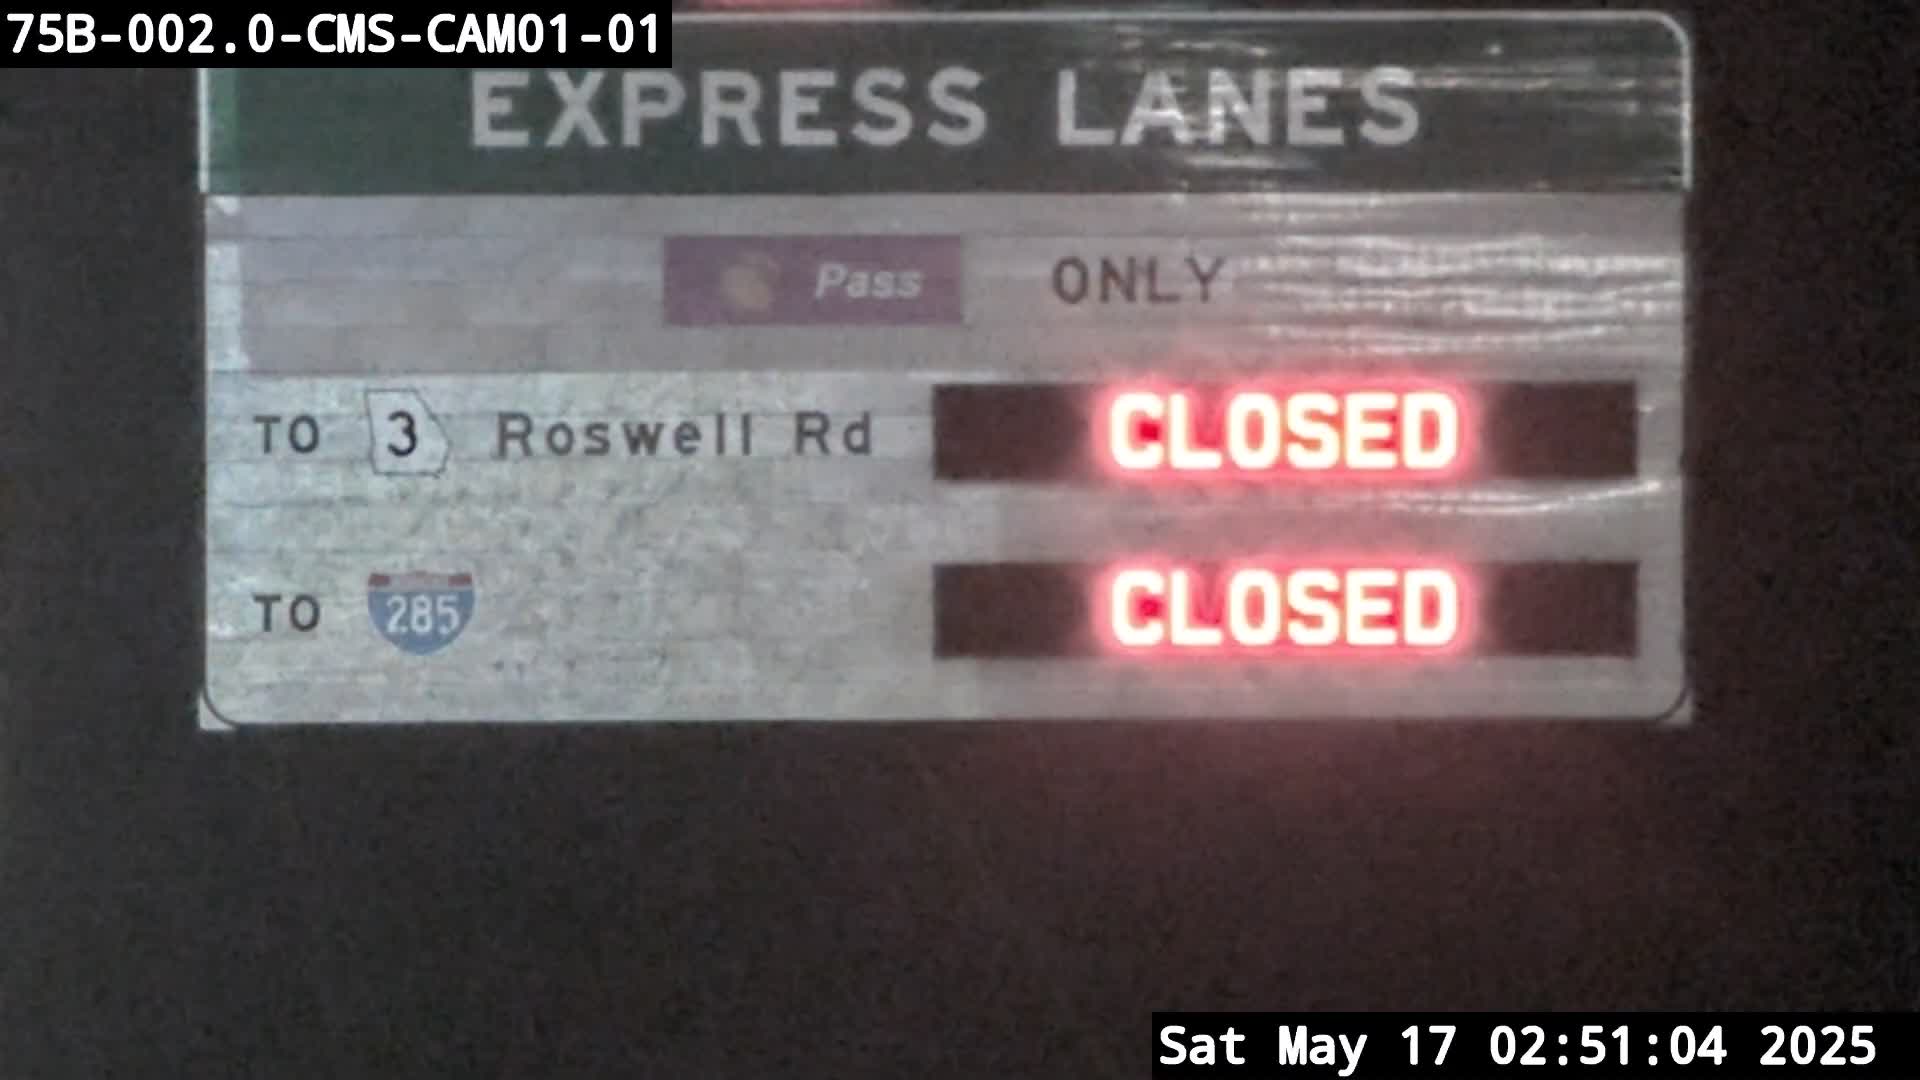 75B-002.0-CMS-CAM01-01
EXPRESS LANES
Pass ONLY
TO 3 Roswell Rd CLOSED
TO 285 CLOSED
Sat May 17 02:51:04 2025